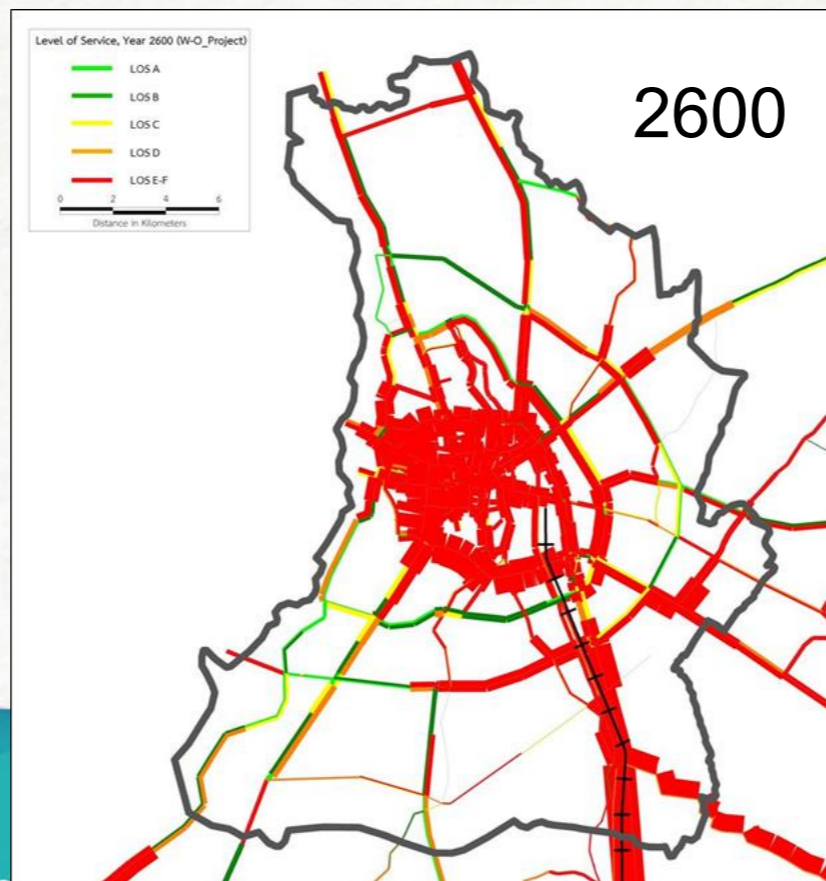 Level of Service, Year 2600 (W-O_Project)
LOS A
LOS B
LOS C
LOS D
LOS E-F
0 2 4 6
Distance in Kilometers
2600